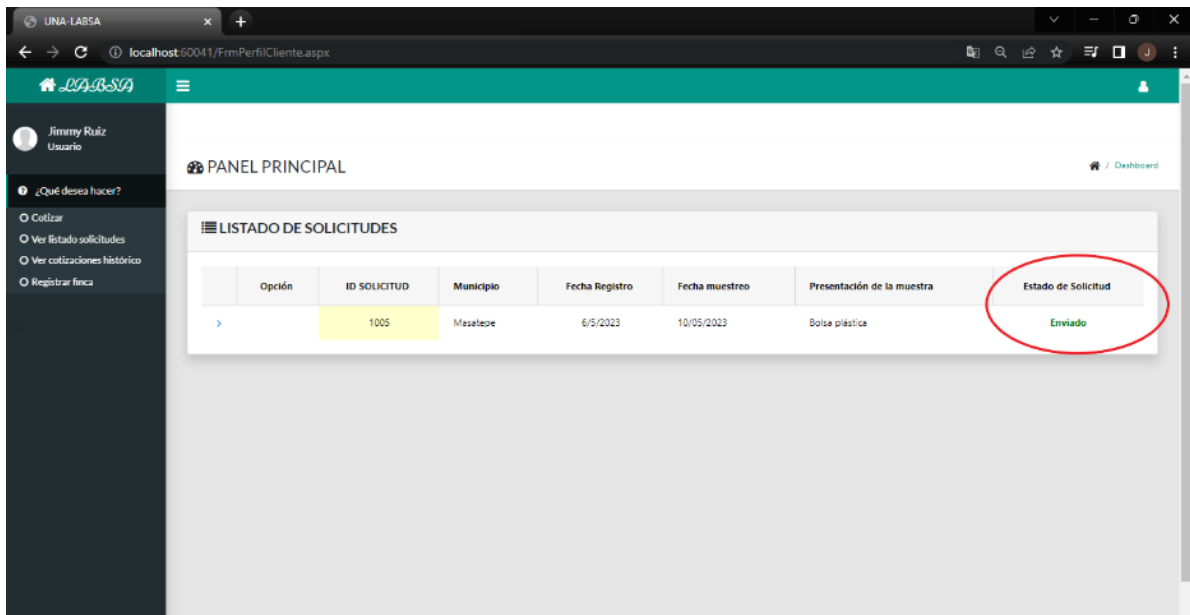 UNA-LABSA
localhost:60041/FrmPerfilCliente.aspx
J
LABSA
Jimmy Ruiz
Usuario
PANEL PRINCIPAL
/ Dashboard
¿Qué desea hacer?
Cotizar
Ver listado solicitudes
Ver cotizaciones histórico
Registrar finca
LISTADO DE SOLICITUDES
Opción ID SOLICITUD Municipio Fecha Registro Fecha muestreo Presentación de la muestra Estado de Solicitud
1005 Masatepe 6/5/2023 10/05/2023 Bolsa plástica Enviado